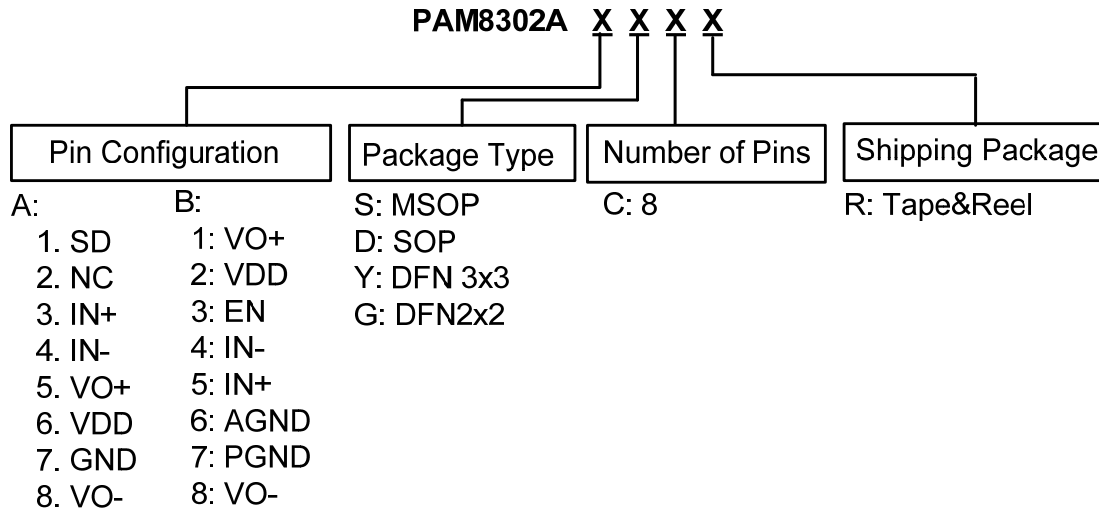 PAM8302A X X X X
Pin Configuration
Package Type
Number of Pins
Shipping Package
A:
1. SD
2. NC
3. IN+
4. IN-
5. VO+
6. VDD
7. GND
8. VO-
B:
1: VO+
2: VDD
3: EN
4: IN-
5: IN+
6: AGND
7: PGND
8: VO-
S: MSOP
D: SOP
Y: DFN 3x3
G: DFN2x2
C: 8
R: Tape&Reel